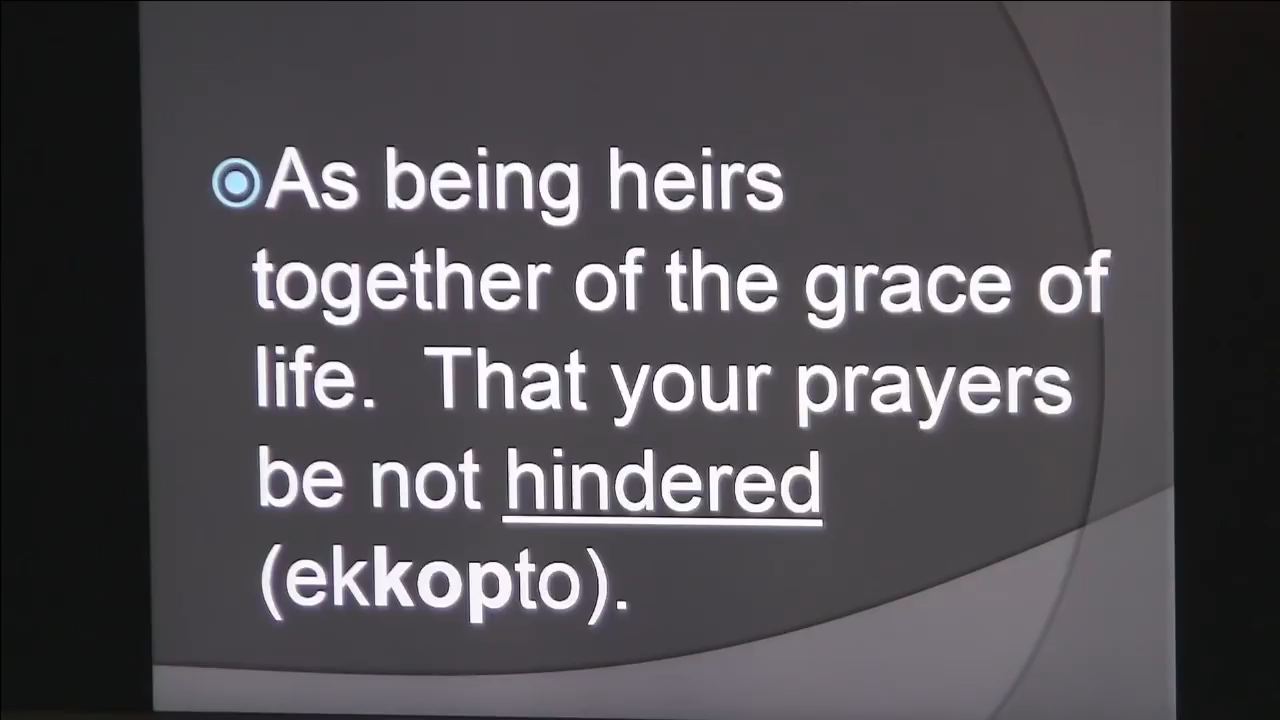 As being heirs
together of the grace of
life.  That your prayers
be not hindered
(ekkopto).